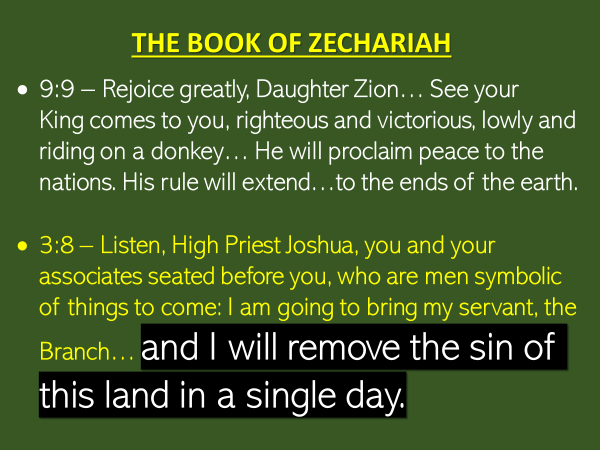 THE BOOK OF ZECHARIAH
• 9:9 – Rejoice greatly, Daughter Zion… See your
King comes to you, righteous and victorious, lowly and
riding on a donkey… He will proclaim peace to the
nations. His rule will extend…to the ends of the earth.
• 3:8 – Listen, High Priest Joshua, you and your
associates seated before you, who are men symbolic
of things to come: I am going to bring my servant, the
Branch… and I will remove the sin of
this land in a single day.